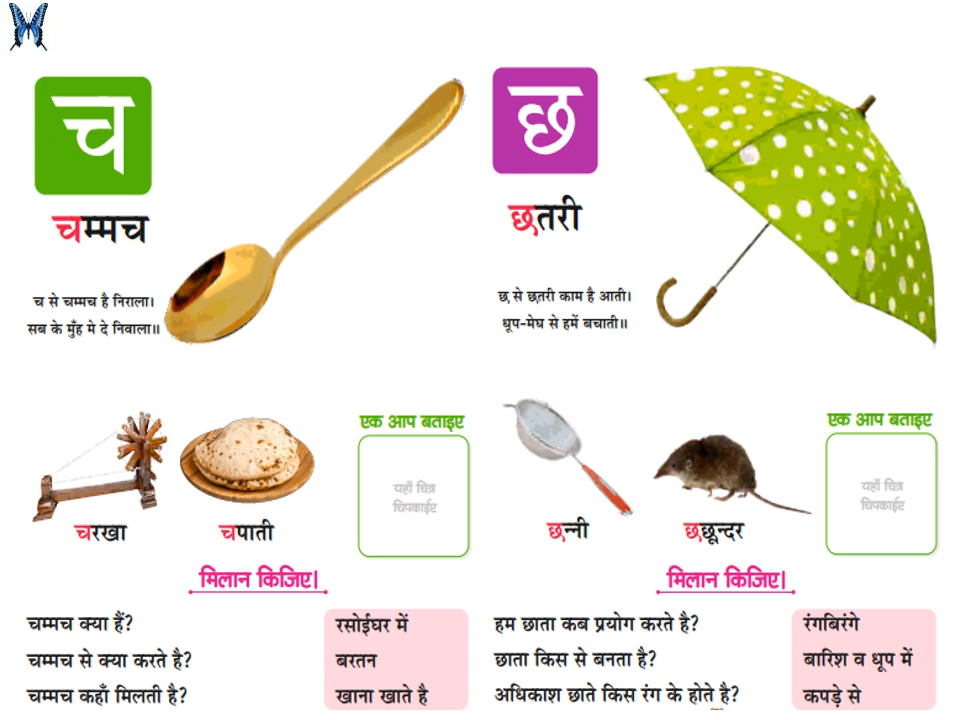 च
चम्मच
च से चम्मच है निराला।
सब के मुँह मे दे निवाला॥
चरखा
चपाती
एक आप बताइए
यहाँ चित्र
चिपकाईए
मिलान किजिए।
चम्मच क्या हैं?
रसोईघर में
चम्मच से क्या करते है?
बरतन
चम्मच कहाँ मिलती है?
खाना खाते है
छ
छतरी
छ से छतरी काम है आती।
धूप-मेघ से हमें बचाती॥
छन्नी
छछून्दर
एक आप बताइए
यहाँ चित्र
चिपकाईए
मिलान किजिए।
हम छाता कब प्रयोग करते है?
रंगबिरंगे
छाता किस से बनता है?
बारिश व धूप में
अधिकाश छाते किस रंग के होते है?
कपड़े से